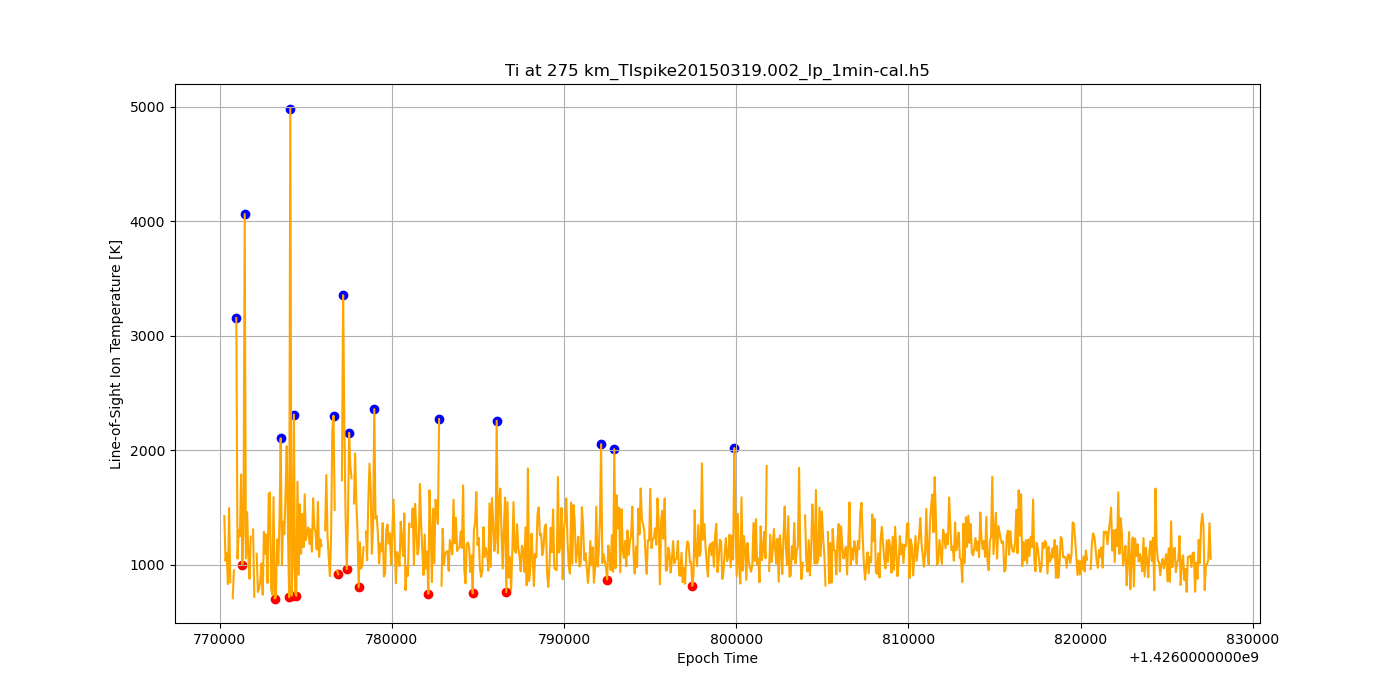 Ti at 275 km_TIspike20150319.002_lp_1min-cal.h5
Line-of-Sight Ion Temperature [K]
5000
4000
3000
2000
1000
770000 780000 790000 800000 810000 820000 830000
Epoch Time
+1.4260000000e9